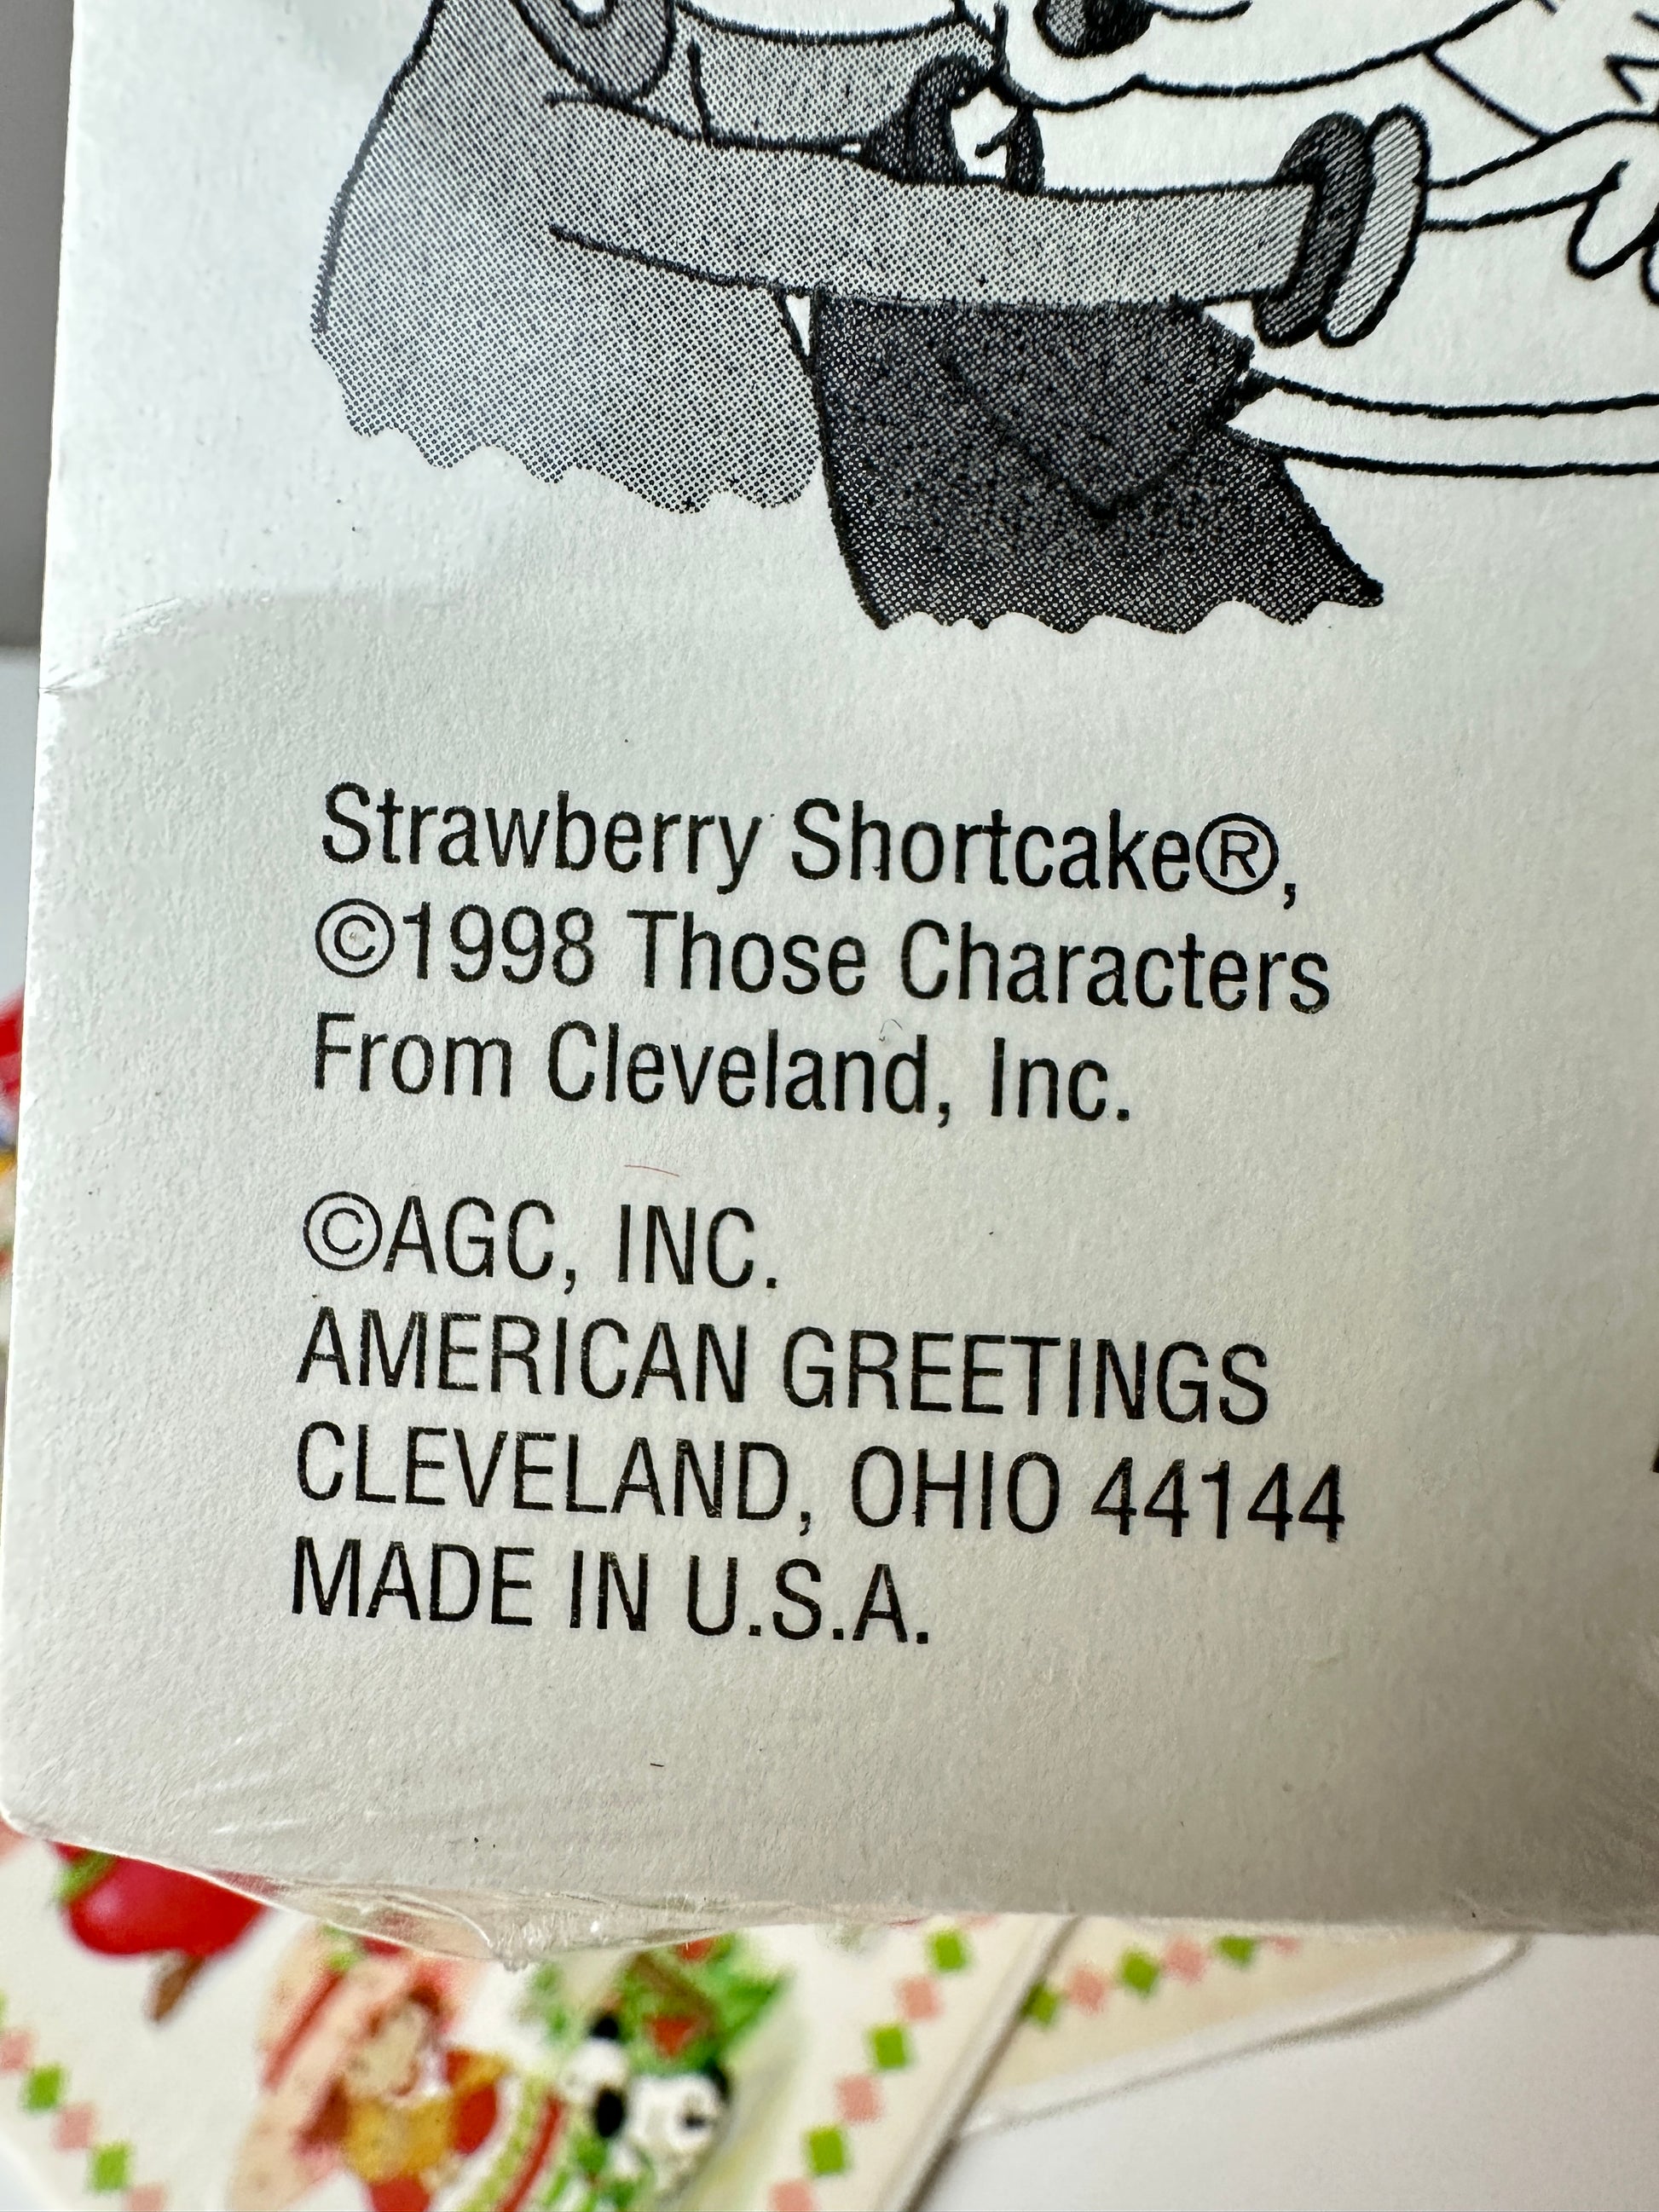 Strawberry Shortcake®,
©1998 Those Characters
From Cleveland, Inc.
©AGC, INC.
AMERICAN GREETINGS
CLEVELAND, OHIO 44144
MADE IN U.S.A.